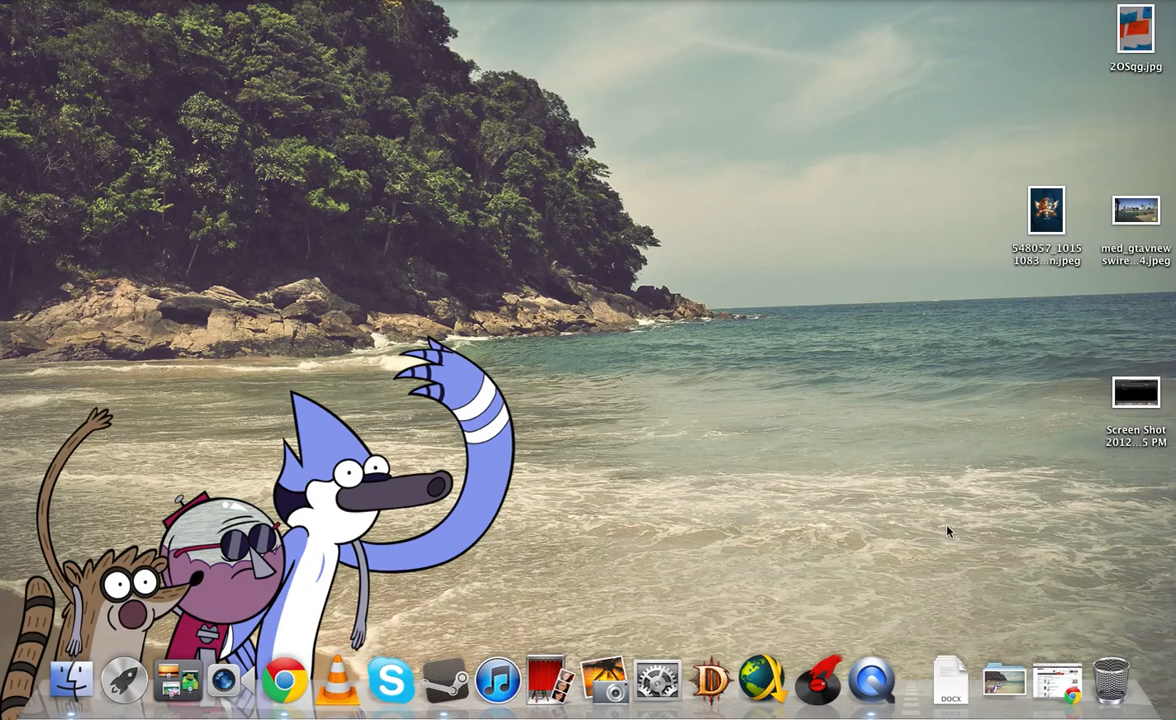 2OSqg.jpg
548057_1015
1083...n.jpeg
med_gtavnew
swire...4.jpeg
Screen Shot
2012...5 PM
DOCX